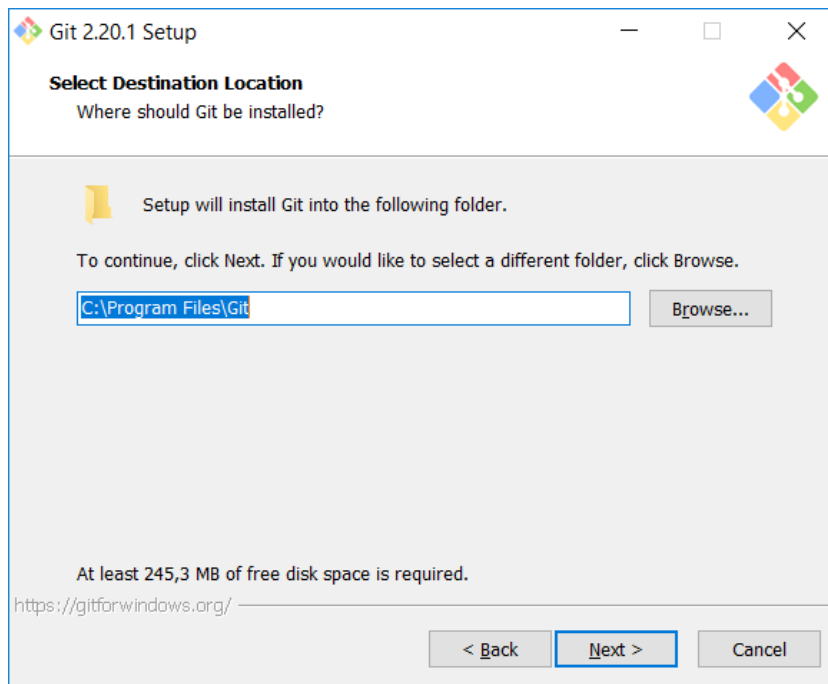 Git 2.20.1 Setup
Select Destination Location
Where should Git be installed?
Setup will install Git into the following folder.
To continue, click Next. If you would like to select a different folder, click Browse.
C:\Program Files\Git
Browse...
At least 245,3 MB of free disk space is required.
https://gitforwindows.org/
< Back
Next >
Cancel